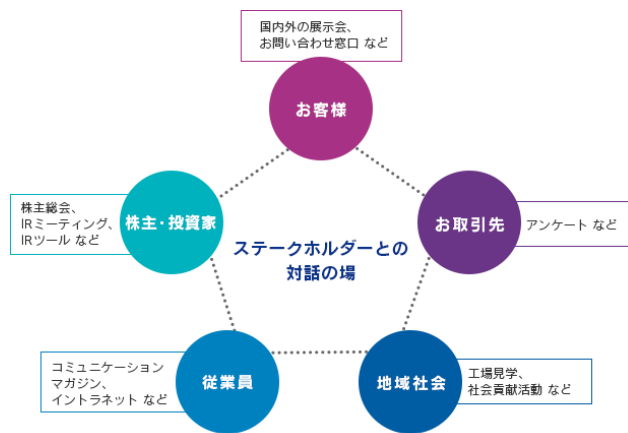 国内外の展示会、
お問い合わせ窓口 など
お客様
株主総会、
IRミーティング、
IRツール など
株主・投資家
お取引先
アンケート など
ステークホルダーとの
対話の場
コミュニケーション
マガジン、
イントラネット など
従業員
地域社会
工場見学、
社会貢献活動 など